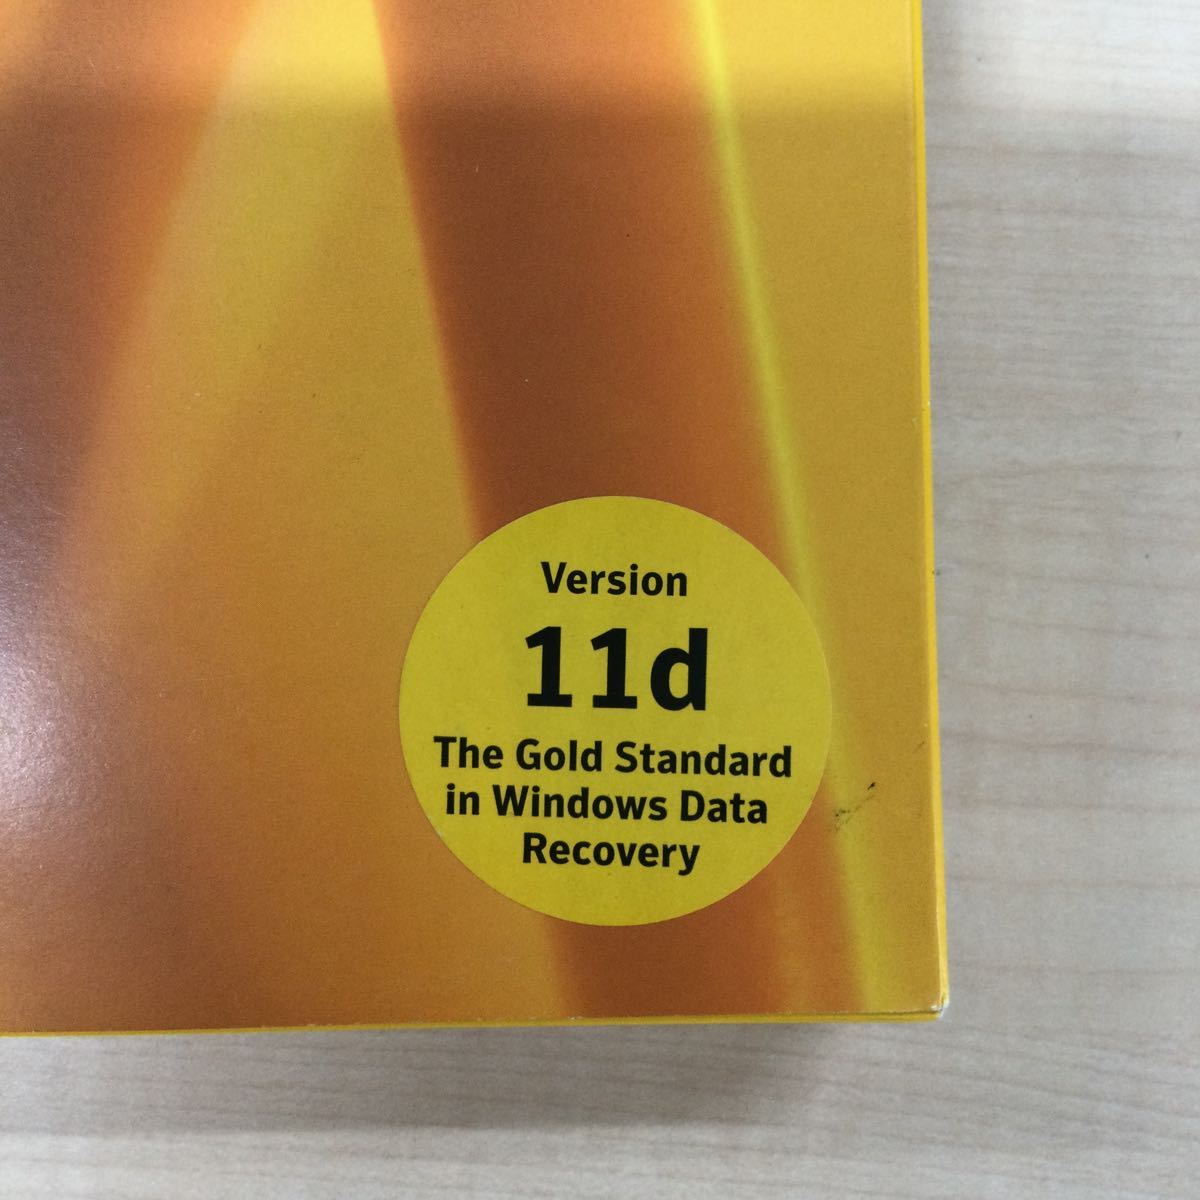 Version
11d
The Gold Standard
in Windows Data
Recovery